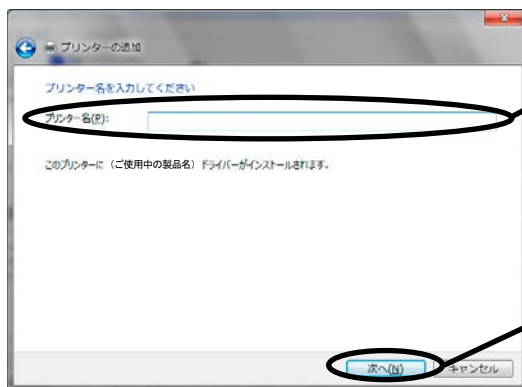 プリンターの追加
プリンター名を入力してください
プリンター名(P):
このプリンターに（ご使用中の製品名）ドライバーがインストールされます。
次へ(N)
キャンセル